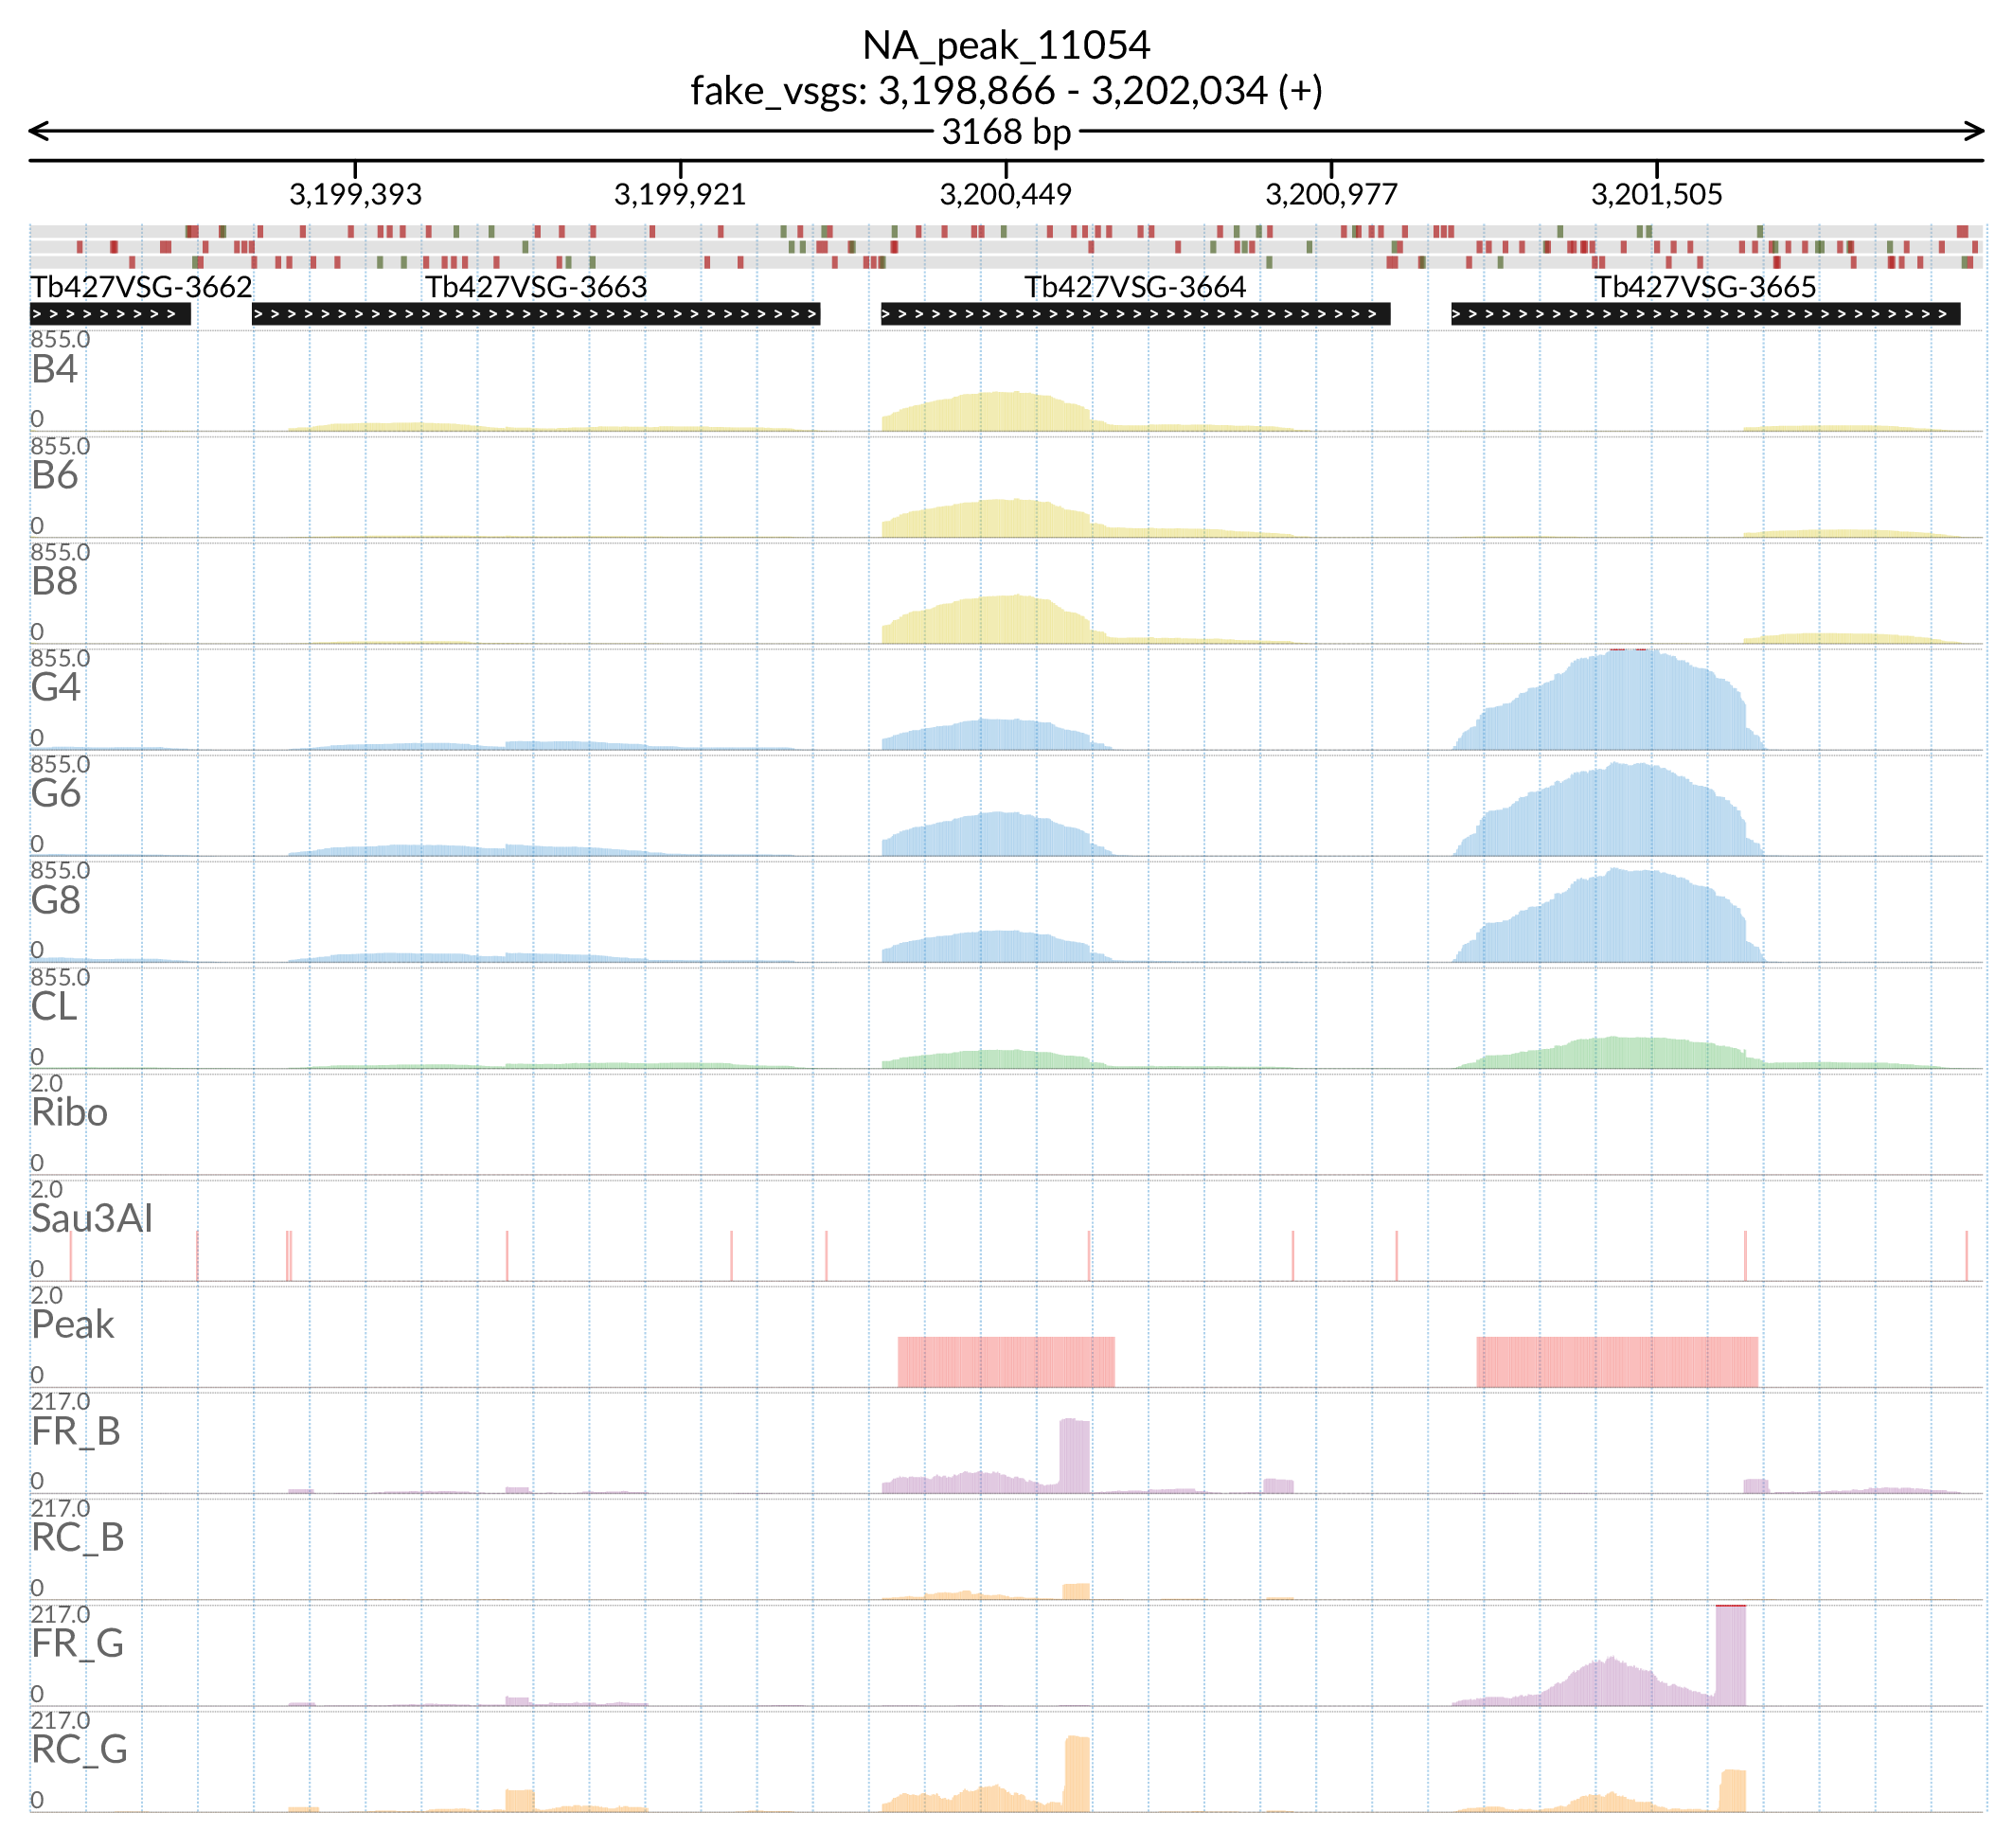 NA_peak_11054
fake_vsgs: 3,198,866 - 3,202,034 (+)
3168 bp
3,199,393 3,199,921 3,200,449 3,200,977 3,201,505
Tb427VSG-3662 Tb427VSG-3663 Tb427VSG-3664 Tb427VSG-3665
855.0
B4
0
855.0
B6
0
855.0
B8
0
855.0
G4
0
855.0
G6
0
855.0
G8
0
855.0
CL
0
2.0
Ribo
0
2.0
Sau3AI
0
2.0
Peak
0
217.0
FR_B
0
217.0
RC_B
0
217.0
FR_G
0
217.0
RC_G
0